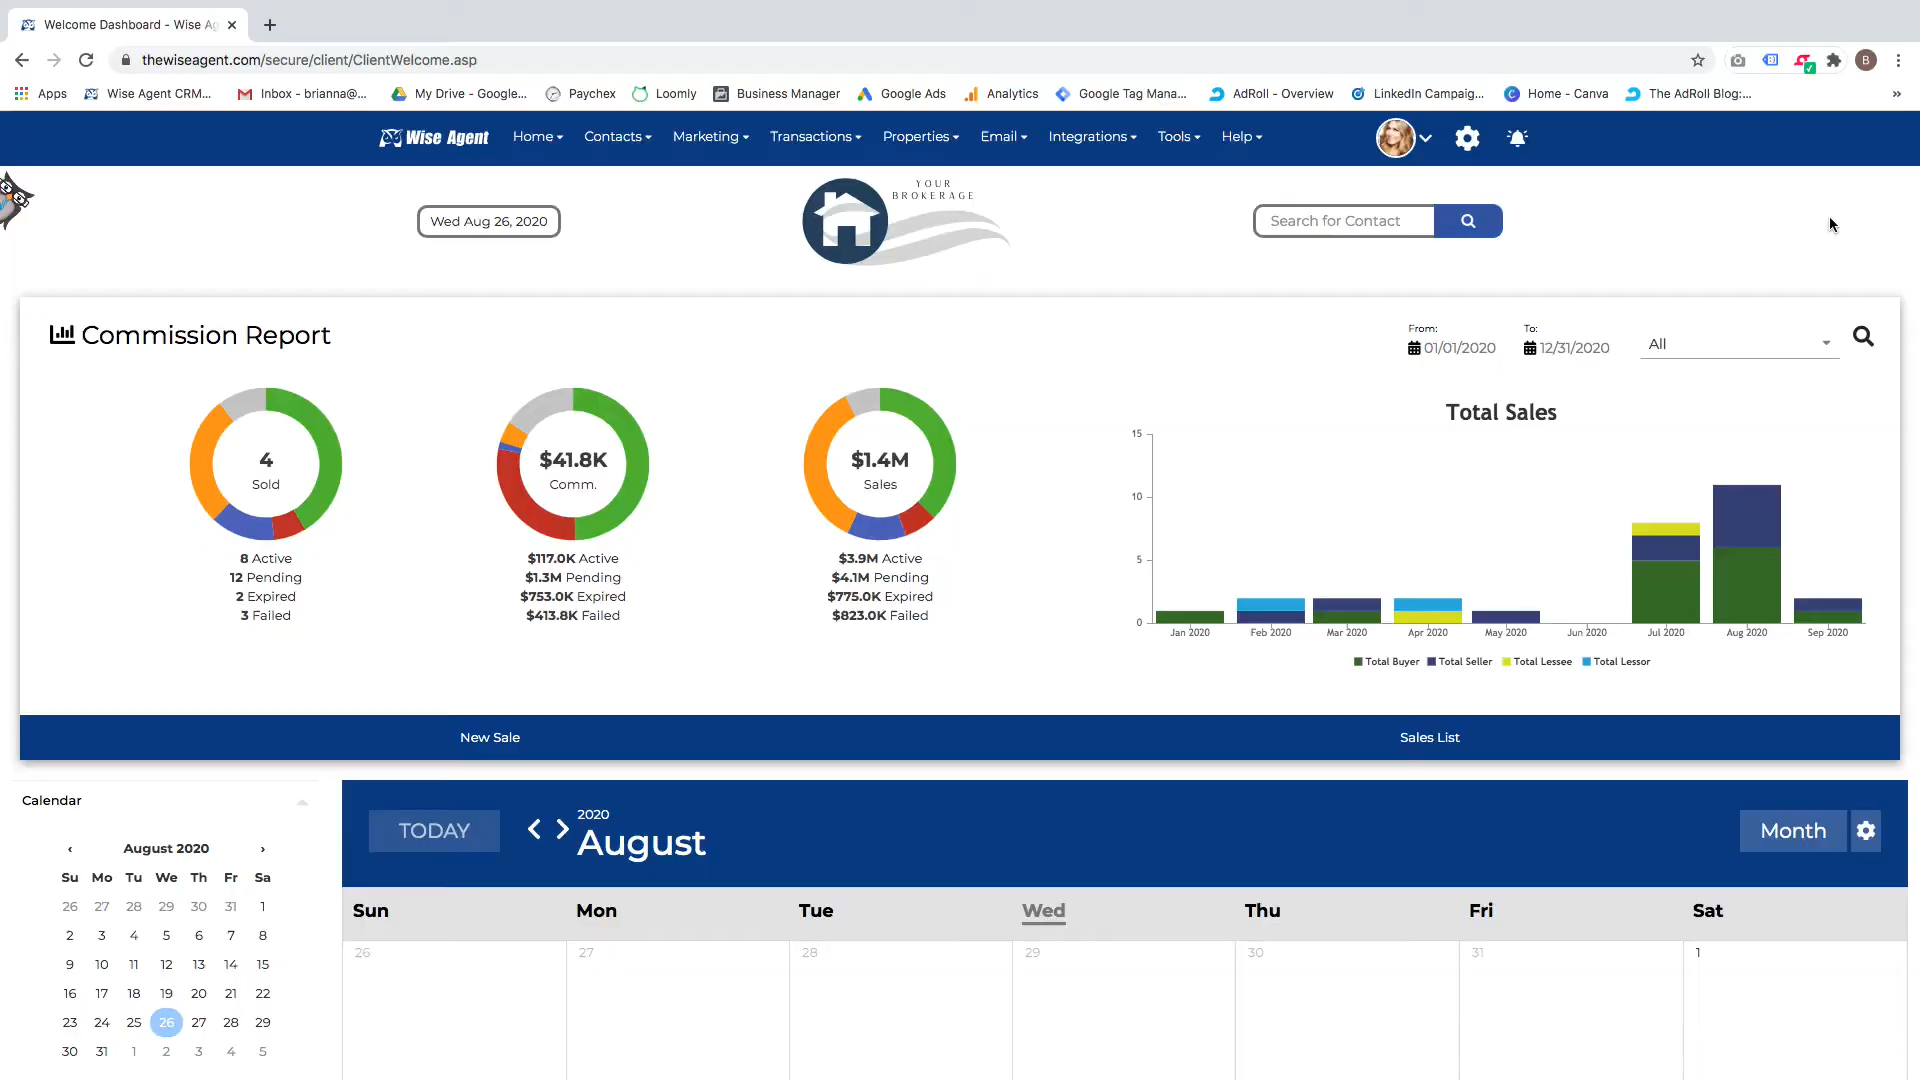 Welcome Dashboard - Wise Ag
thewiseagent.com/secure/client/ClientWelcome.asp
B
Apps
Wise Agent CRM...
Inbox - brianna@...
My Drive - Google...
Paychex
Loomly
Business Manager
Google Ads
Analytics
Google Tag Mana...
AdRoll - Overview
LinkedIn Campaig...
Home - Canva
The AdRoll Blog:...
»
Wise Agent
Home
Contacts
Marketing
Transactions
Properties
Email
Integrations
Tools
Help
Wed Aug 26, 2020
YOUR
BROKERAGE
Search for Contact
Commission Report
From:
01/01/2020
To:
12/31/2020
All
4
Sold
8 Active
12 Pending
2 Expired
3 Failed
$41.8K
Comm.
$117.0K Active
$1.3M Pending
$753.0K Expired
$413.8K Failed
$1.4M
Sales
$3.9M Active
$4.1M Pending
$775.0K Expired
$823.0K Failed
Total Sales
15
10
5
0
Jan 2020 Feb 2020 Mar 2020 Apr 2020 May 2020 Jun 2020 Jul 2020 Aug 2020 Sep 2020
Total Buyer Total Seller Total Lessee Total Lessor
New Sale
Sales List
Calendar
‹ August 2020 ›
Su Mo Tu We Th Fr Sa
26 27 28 29 30 31 1
2 3 4 5 6 7 8
9 10 11 12 13 14 15
16 17 18 19 20 21 22
23 24 25 26 27 28 29
30 31 1 2 3 4 5
TODAY
2020
August
Month
Sun Mon Tue Wed Thu Fri Sat
26 27 28 29 30 31 1